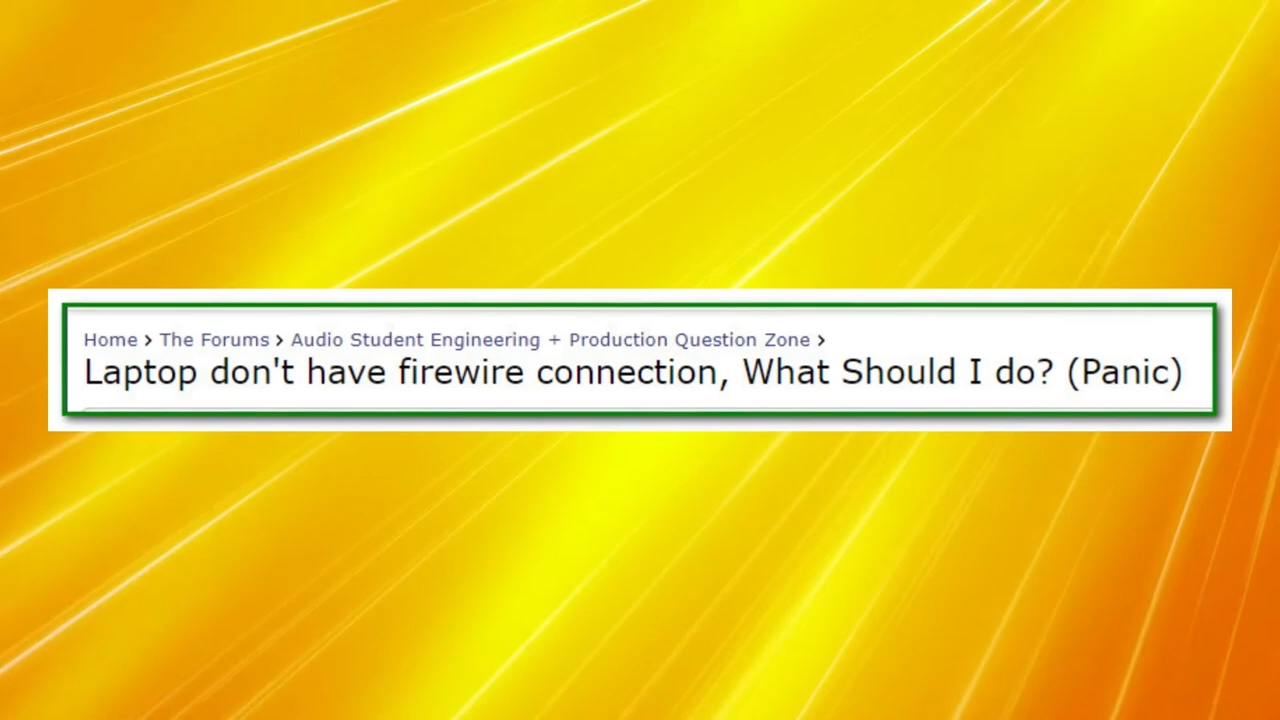 Home › The Forums › Audio Student Engineering + Production Question Zone ›
Laptop don't have firewire connection, What Should I do? (Panic)